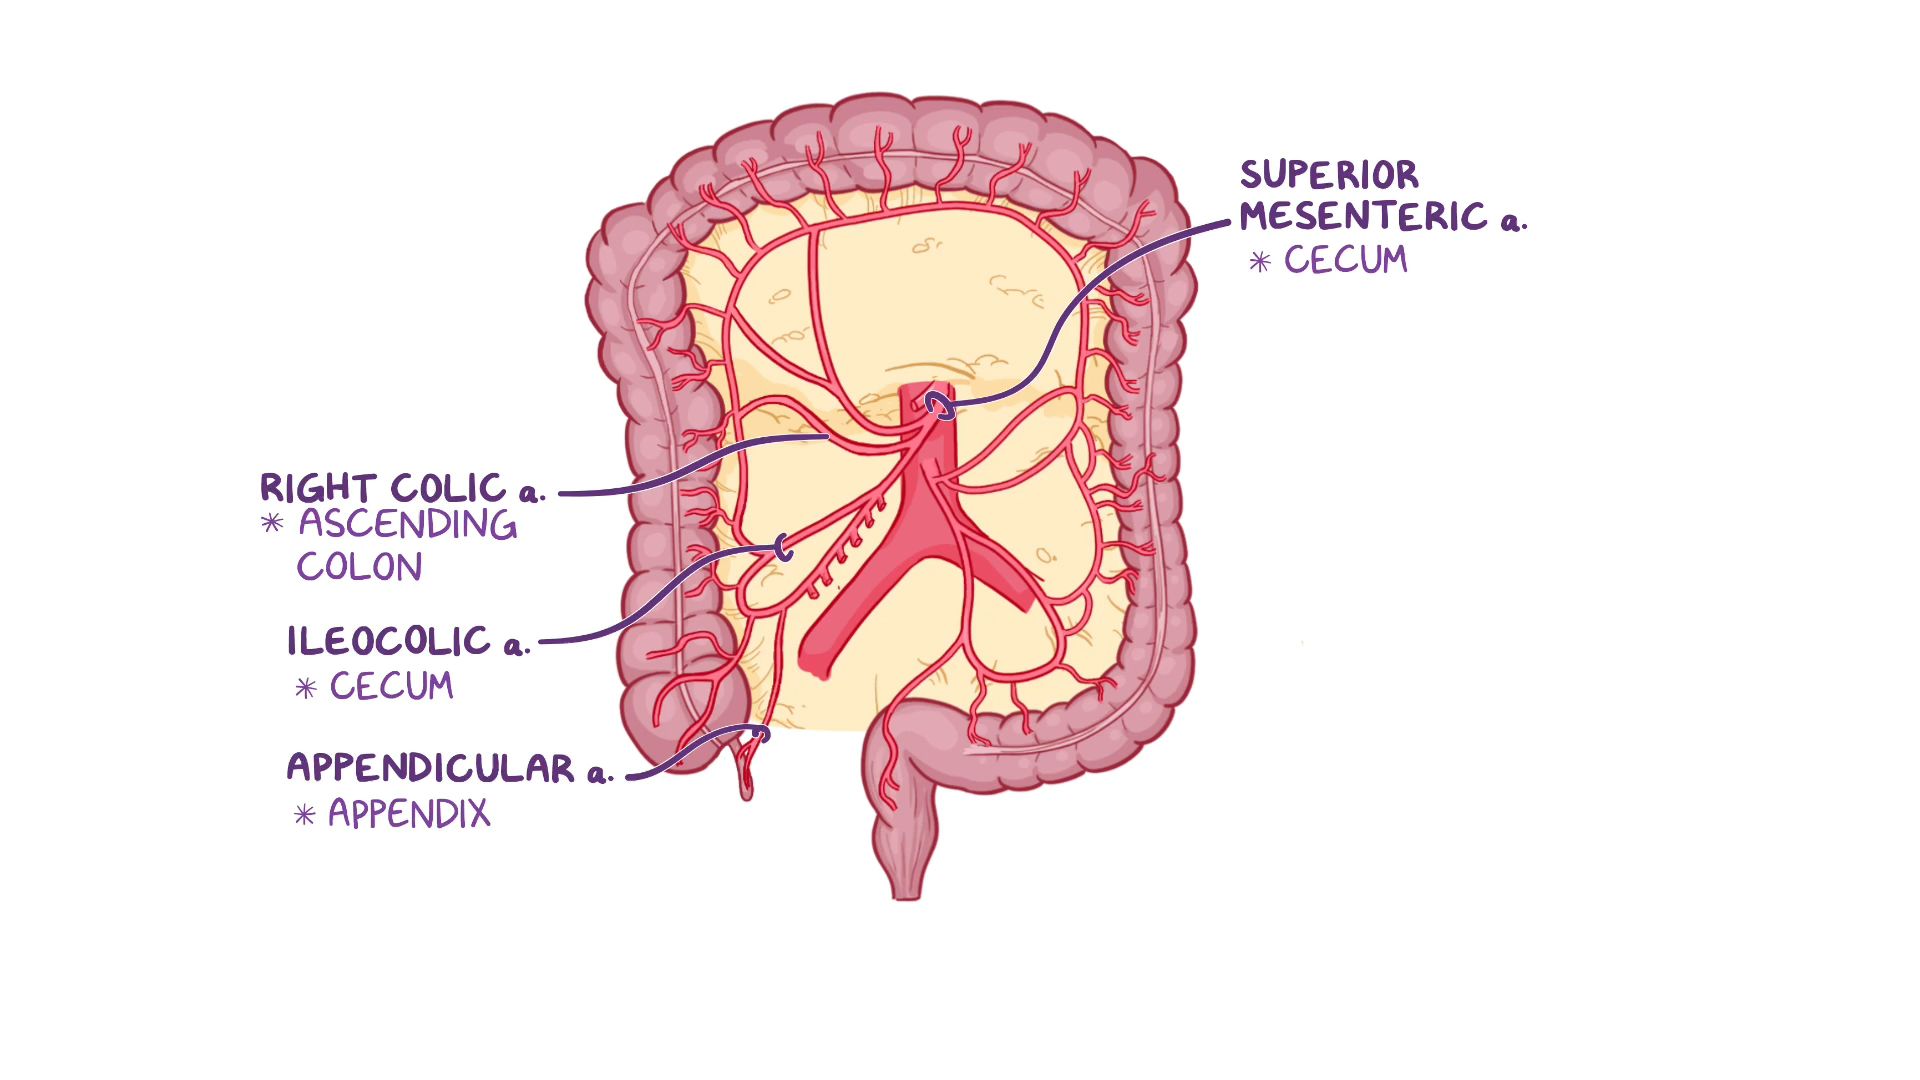 SUPERIOR
MESENTERIC a.
* CECUM
RIGHT COLIC a.
* ASCENDING
COLON
ILEOCOLIC a.
* CECUM
APPENDICULAR a.
* APPENDIX